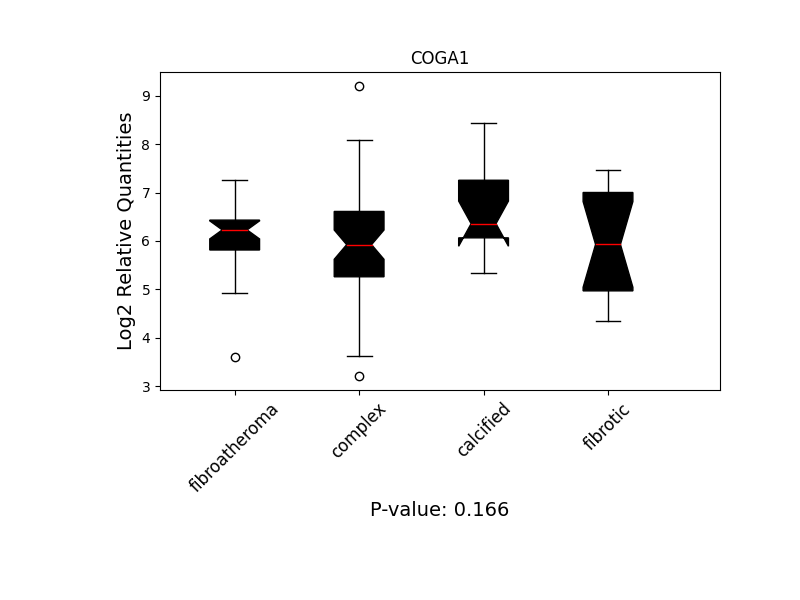 COGA1
Log2 Relative Quantities
9
8
7
6
5
4
3
fibroatheroma
complex
calcified
fibrotic
P-value: 0.166